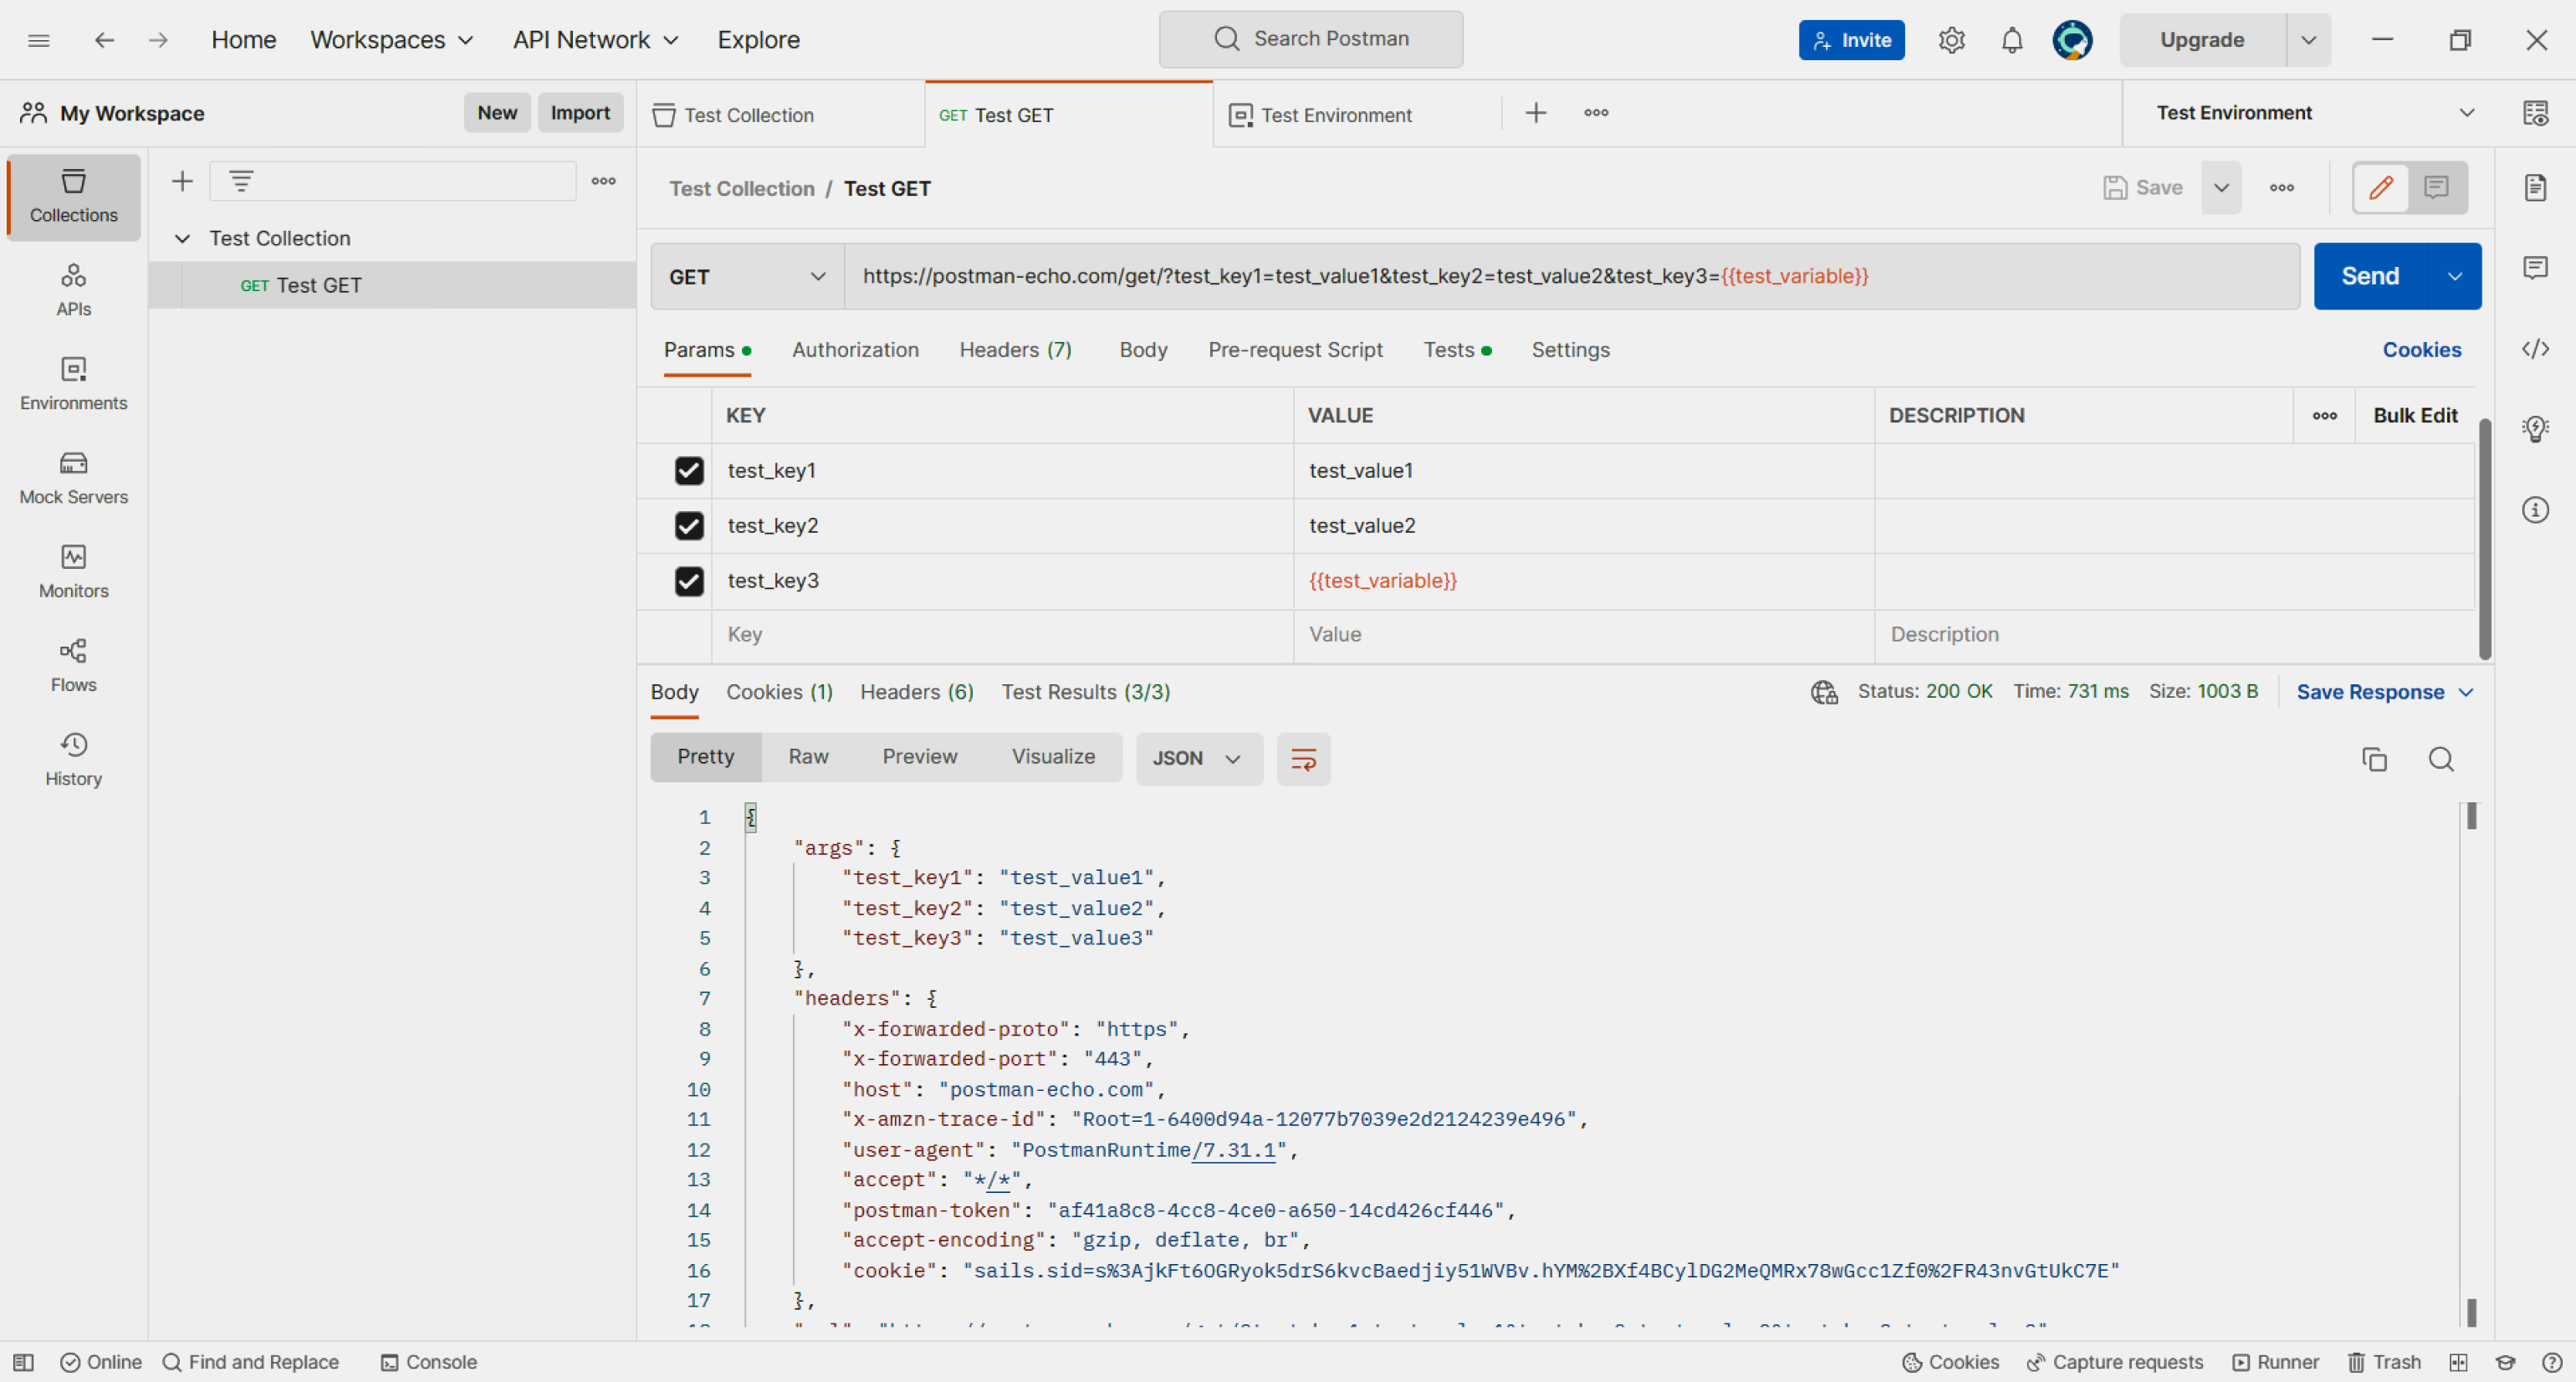 Home Workspaces API Network Explore Search Postman Invite Upgrade
My Workspace New Import Test Collection GET Test GET Test Environment Test Environment
Collections
APIs
Environments
Mock Servers
Monitors
Flows
History
Test Collection
GET Test GET
Test Collection / Test GET Save
GET https://postman-echo.com/get/?test_key1=test_value1&test_key2=test_value2&test_key3={{test_variable}} Send
Params Authorization Headers (7) Body Pre-request Script Tests Settings Cookies
KEY VALUE DESCRIPTION Bulk Edit
test_key1 test_value1
test_key2 test_value2
test_key3 {{test_variable}}
Key Value Description
Body Cookies (1) Headers (6) Test Results (3/3) Status: 200 OK Time: 731 ms Size: 1003 B Save Response
Pretty Raw Preview Visualize JSON
1 {
2 "args": {
3 "test_key1": "test_value1",
4 "test_key2": "test_value2",
5 "test_key3": "test_value3"
6 },
7 "headers": {
8 "x-forwarded-proto": "https",
9 "x-forwarded-port": "443",
10 "host": "postman-echo.com",
11 "x-amzn-trace-id": "Root=1-6400d94a-12077b7039e2d2124239e496",
12 "user-agent": "PostmanRuntime/7.31.1",
13 "accept": "*/*",
14 "postman-token": "af41a8c8-4cc8-4ce0-a650-14cd426cf446",
15 "accept-encoding": "gzip, deflate, br",
16 "cookie": "sails.sid=s%3AjkFt6OGRyok5drS6kvcBaedjiy51WVBv.hYM%2BXf4BCylDG2MeQMRx78wGcc1Zf0%2FR43nvGtUkC7E"
17 },
Online Find and Replace Console Cookies Capture requests Runner Trash